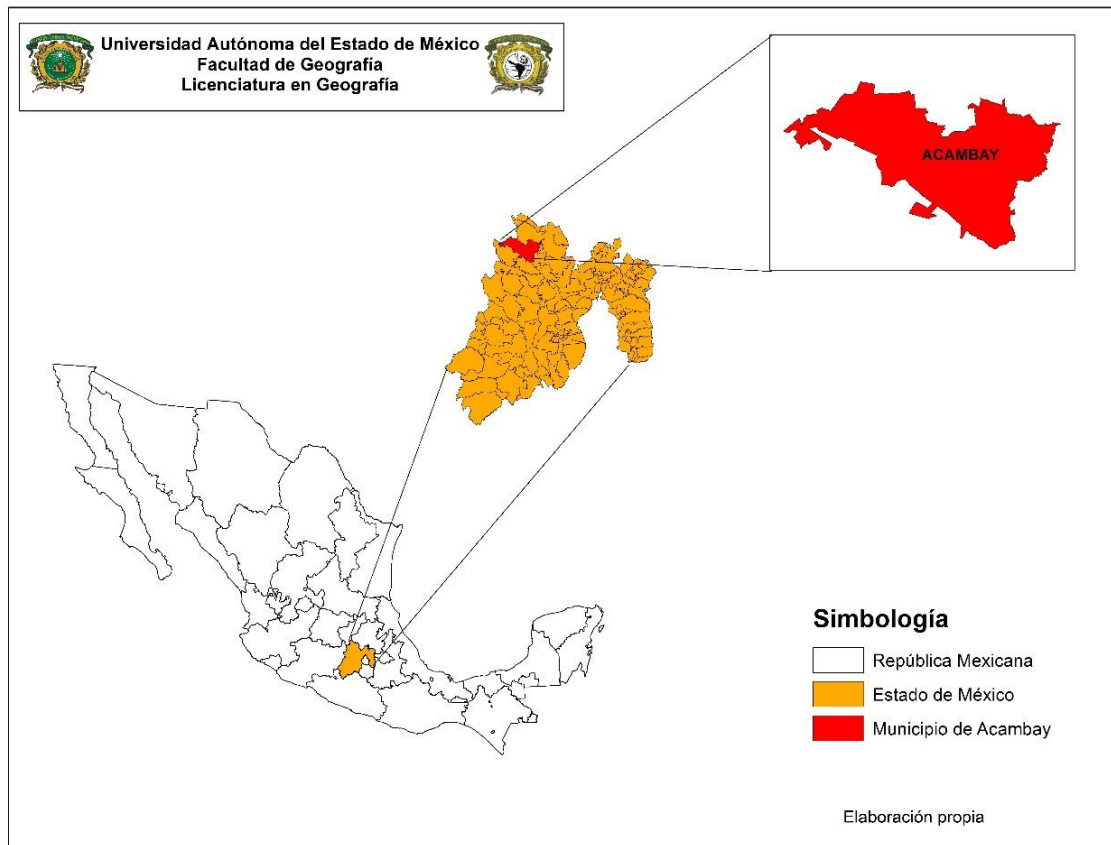 Universidad Autónoma del Estado de México
Facultad de Geografía
Licenciatura en Geografía
ACAMBAY
Simbología
República Mexicana
Estado de México
Municipio de Acambay
Elaboración propia